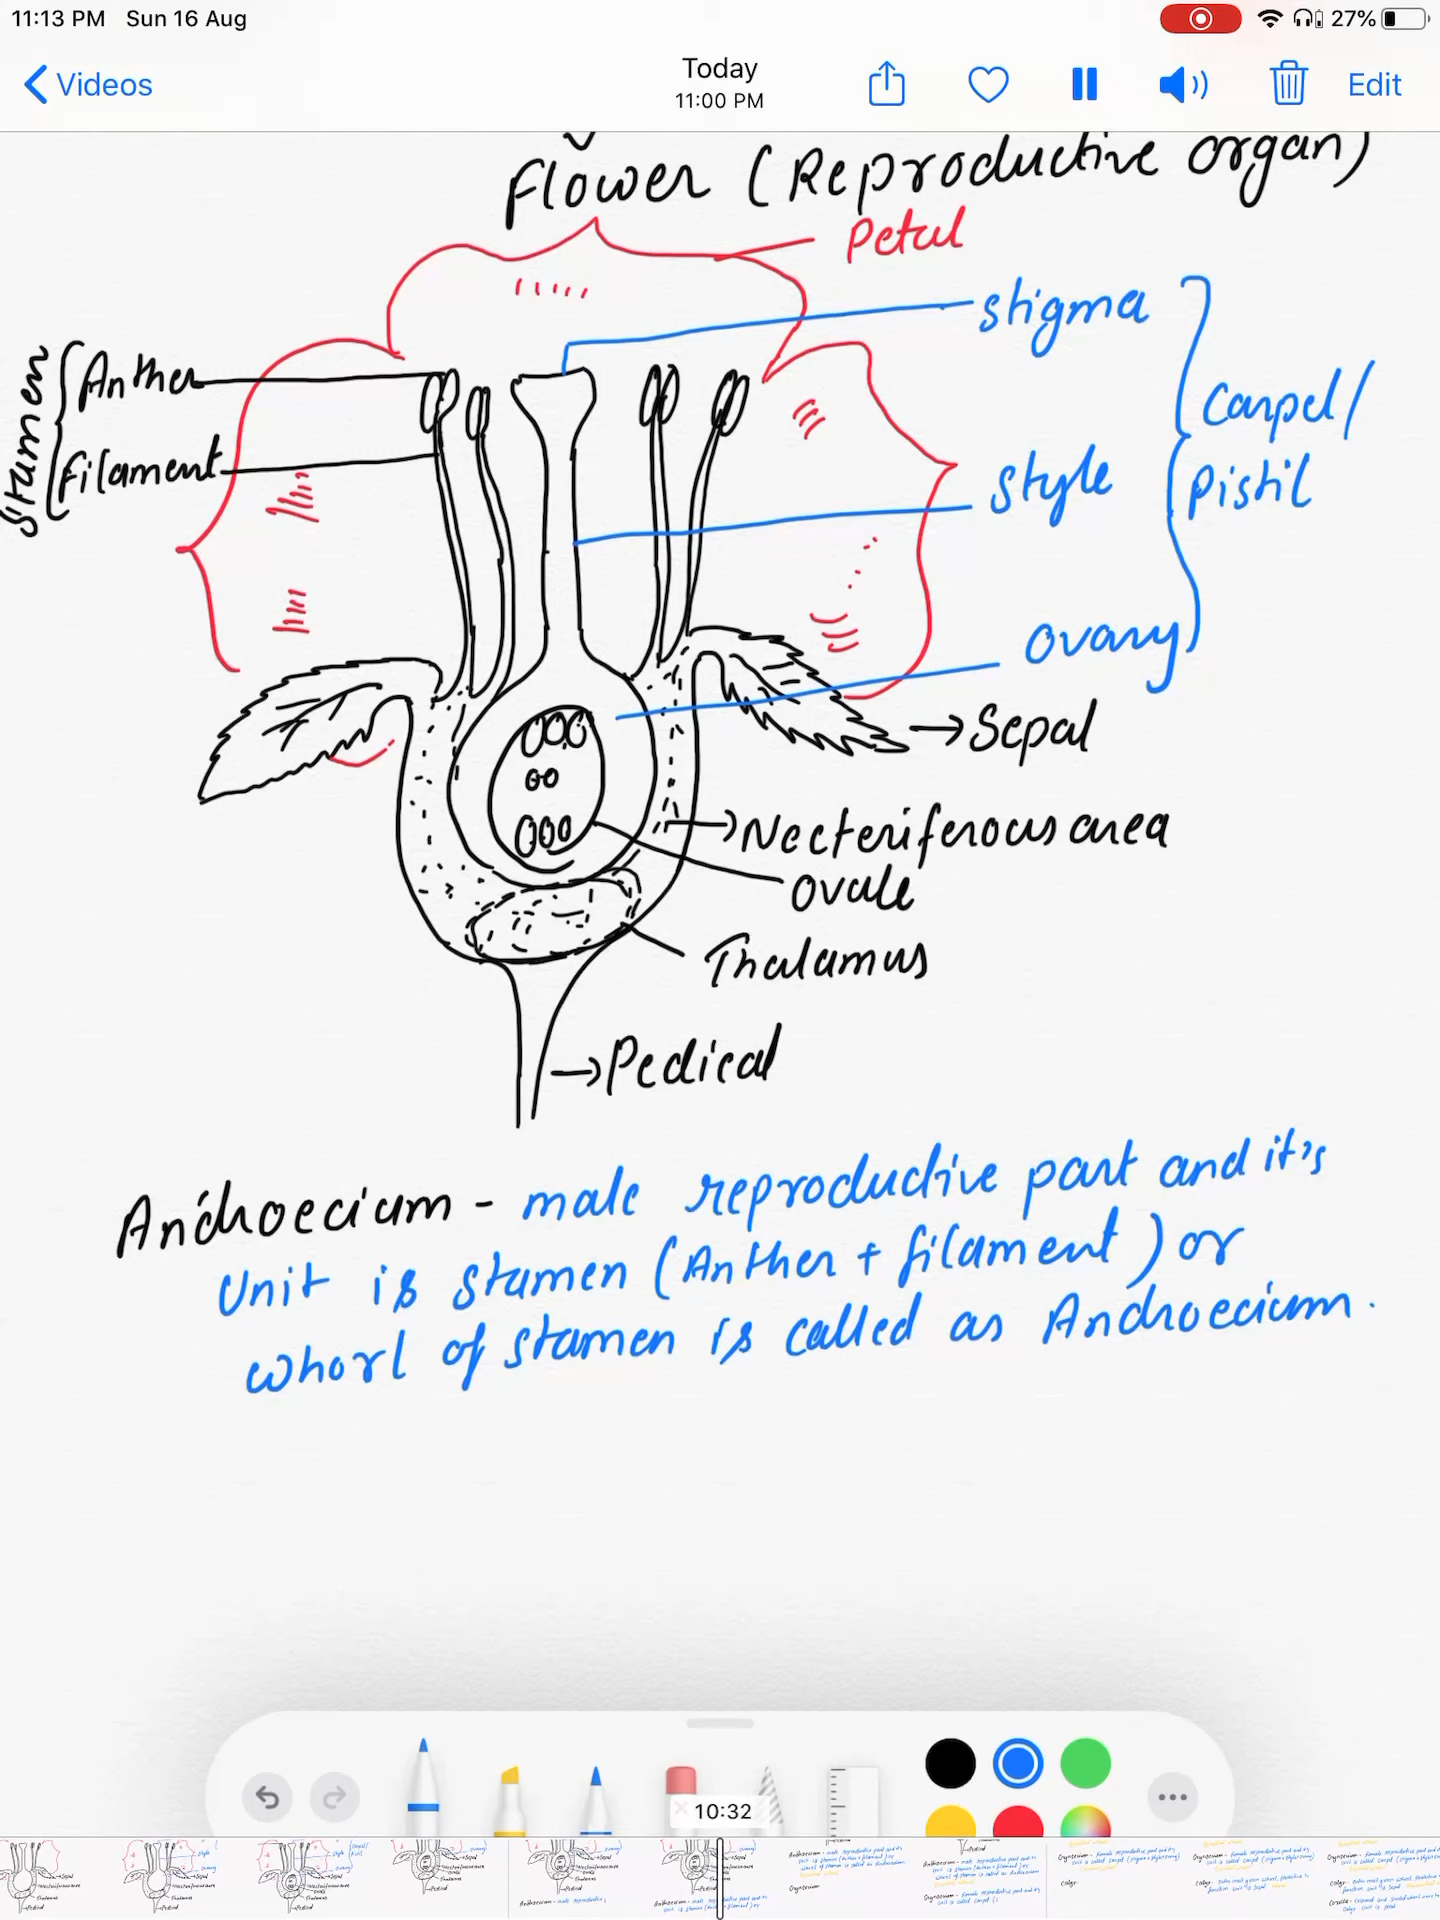 11:13 PM Sun 16 Aug
27%
Videos
Today
11:00 PM
Edit
Flower (Reproductive organ)
Petal
stigma
Stamen
Anther
Carpel/
filament
Pistil
style
ovary
Sepal
Necteriferous area
ovule
Thalamus
Pedical
Androecium - male reproductive part and it's
Unit is stamen (Anther + filament) or
whorl of stamen is called as Androecium.
10:32